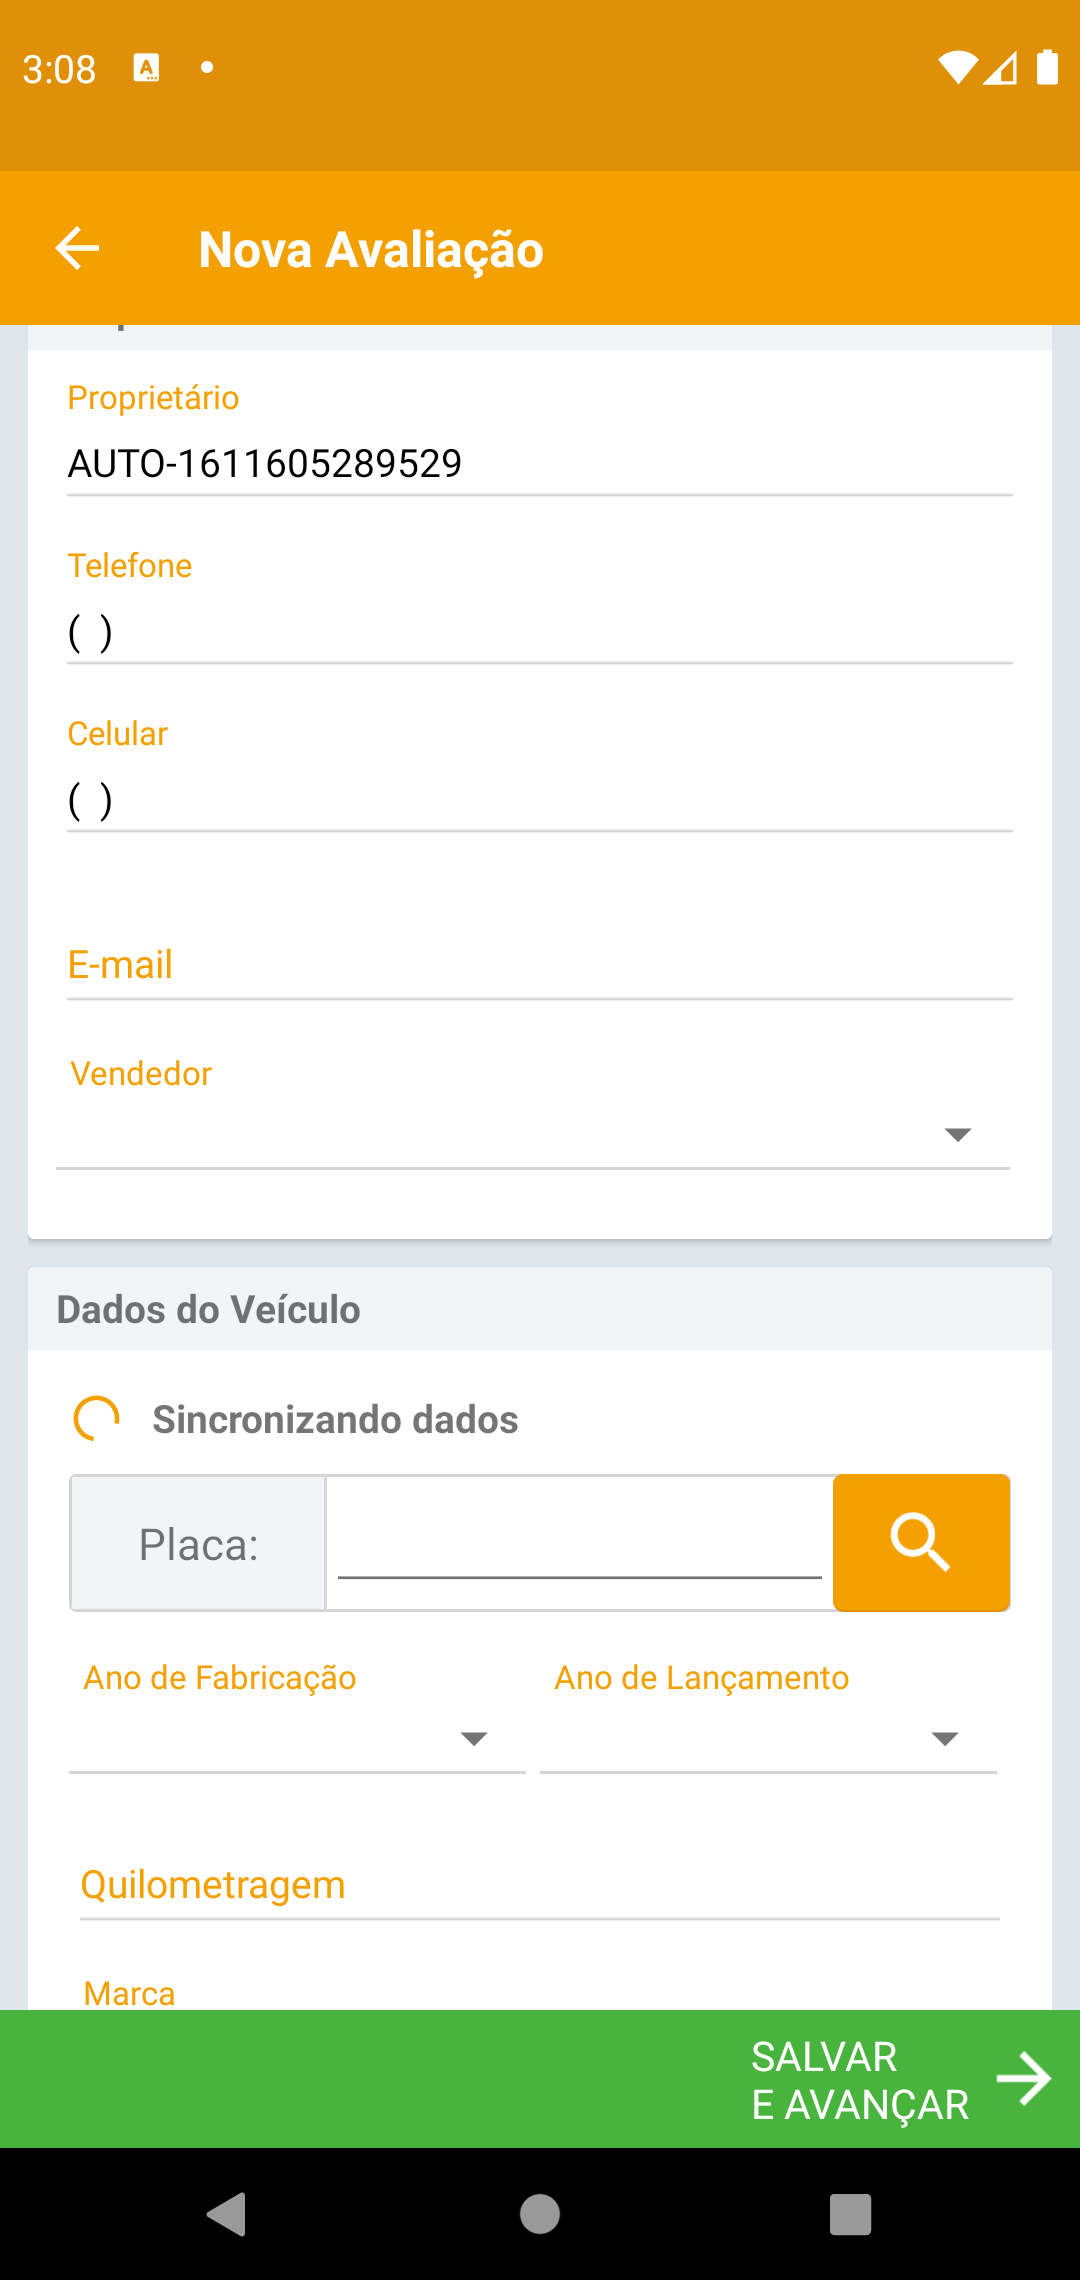 3:08
Nova Avaliação
Proprietário
AUTO-1611605289529
Telefone
( )
Celular
( )
E-mail
Vendedor
Dados do Veículo
Sincronizando dados
Placa:
Ano de Fabricação
Ano de Lançamento
Quilometragem
Marca
SALVAR
E AVANÇAR